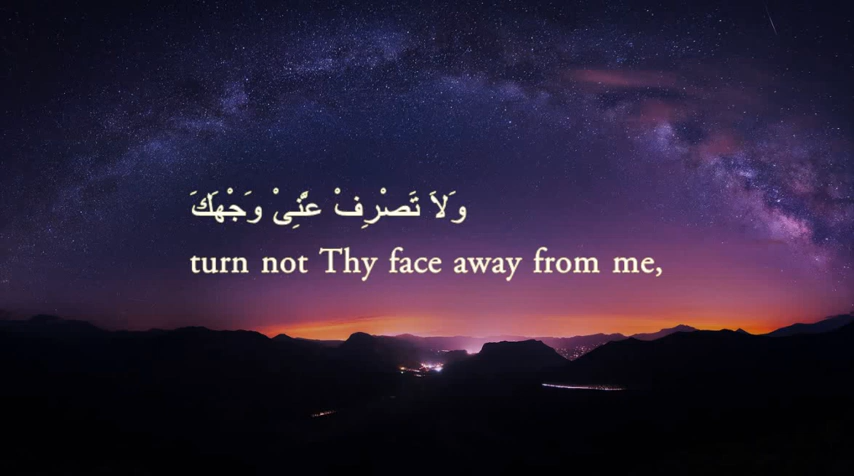 وَلاَ تَصْرِفْ عَنِّىْ وَجْهَكَ
turn not Thy face away from me,